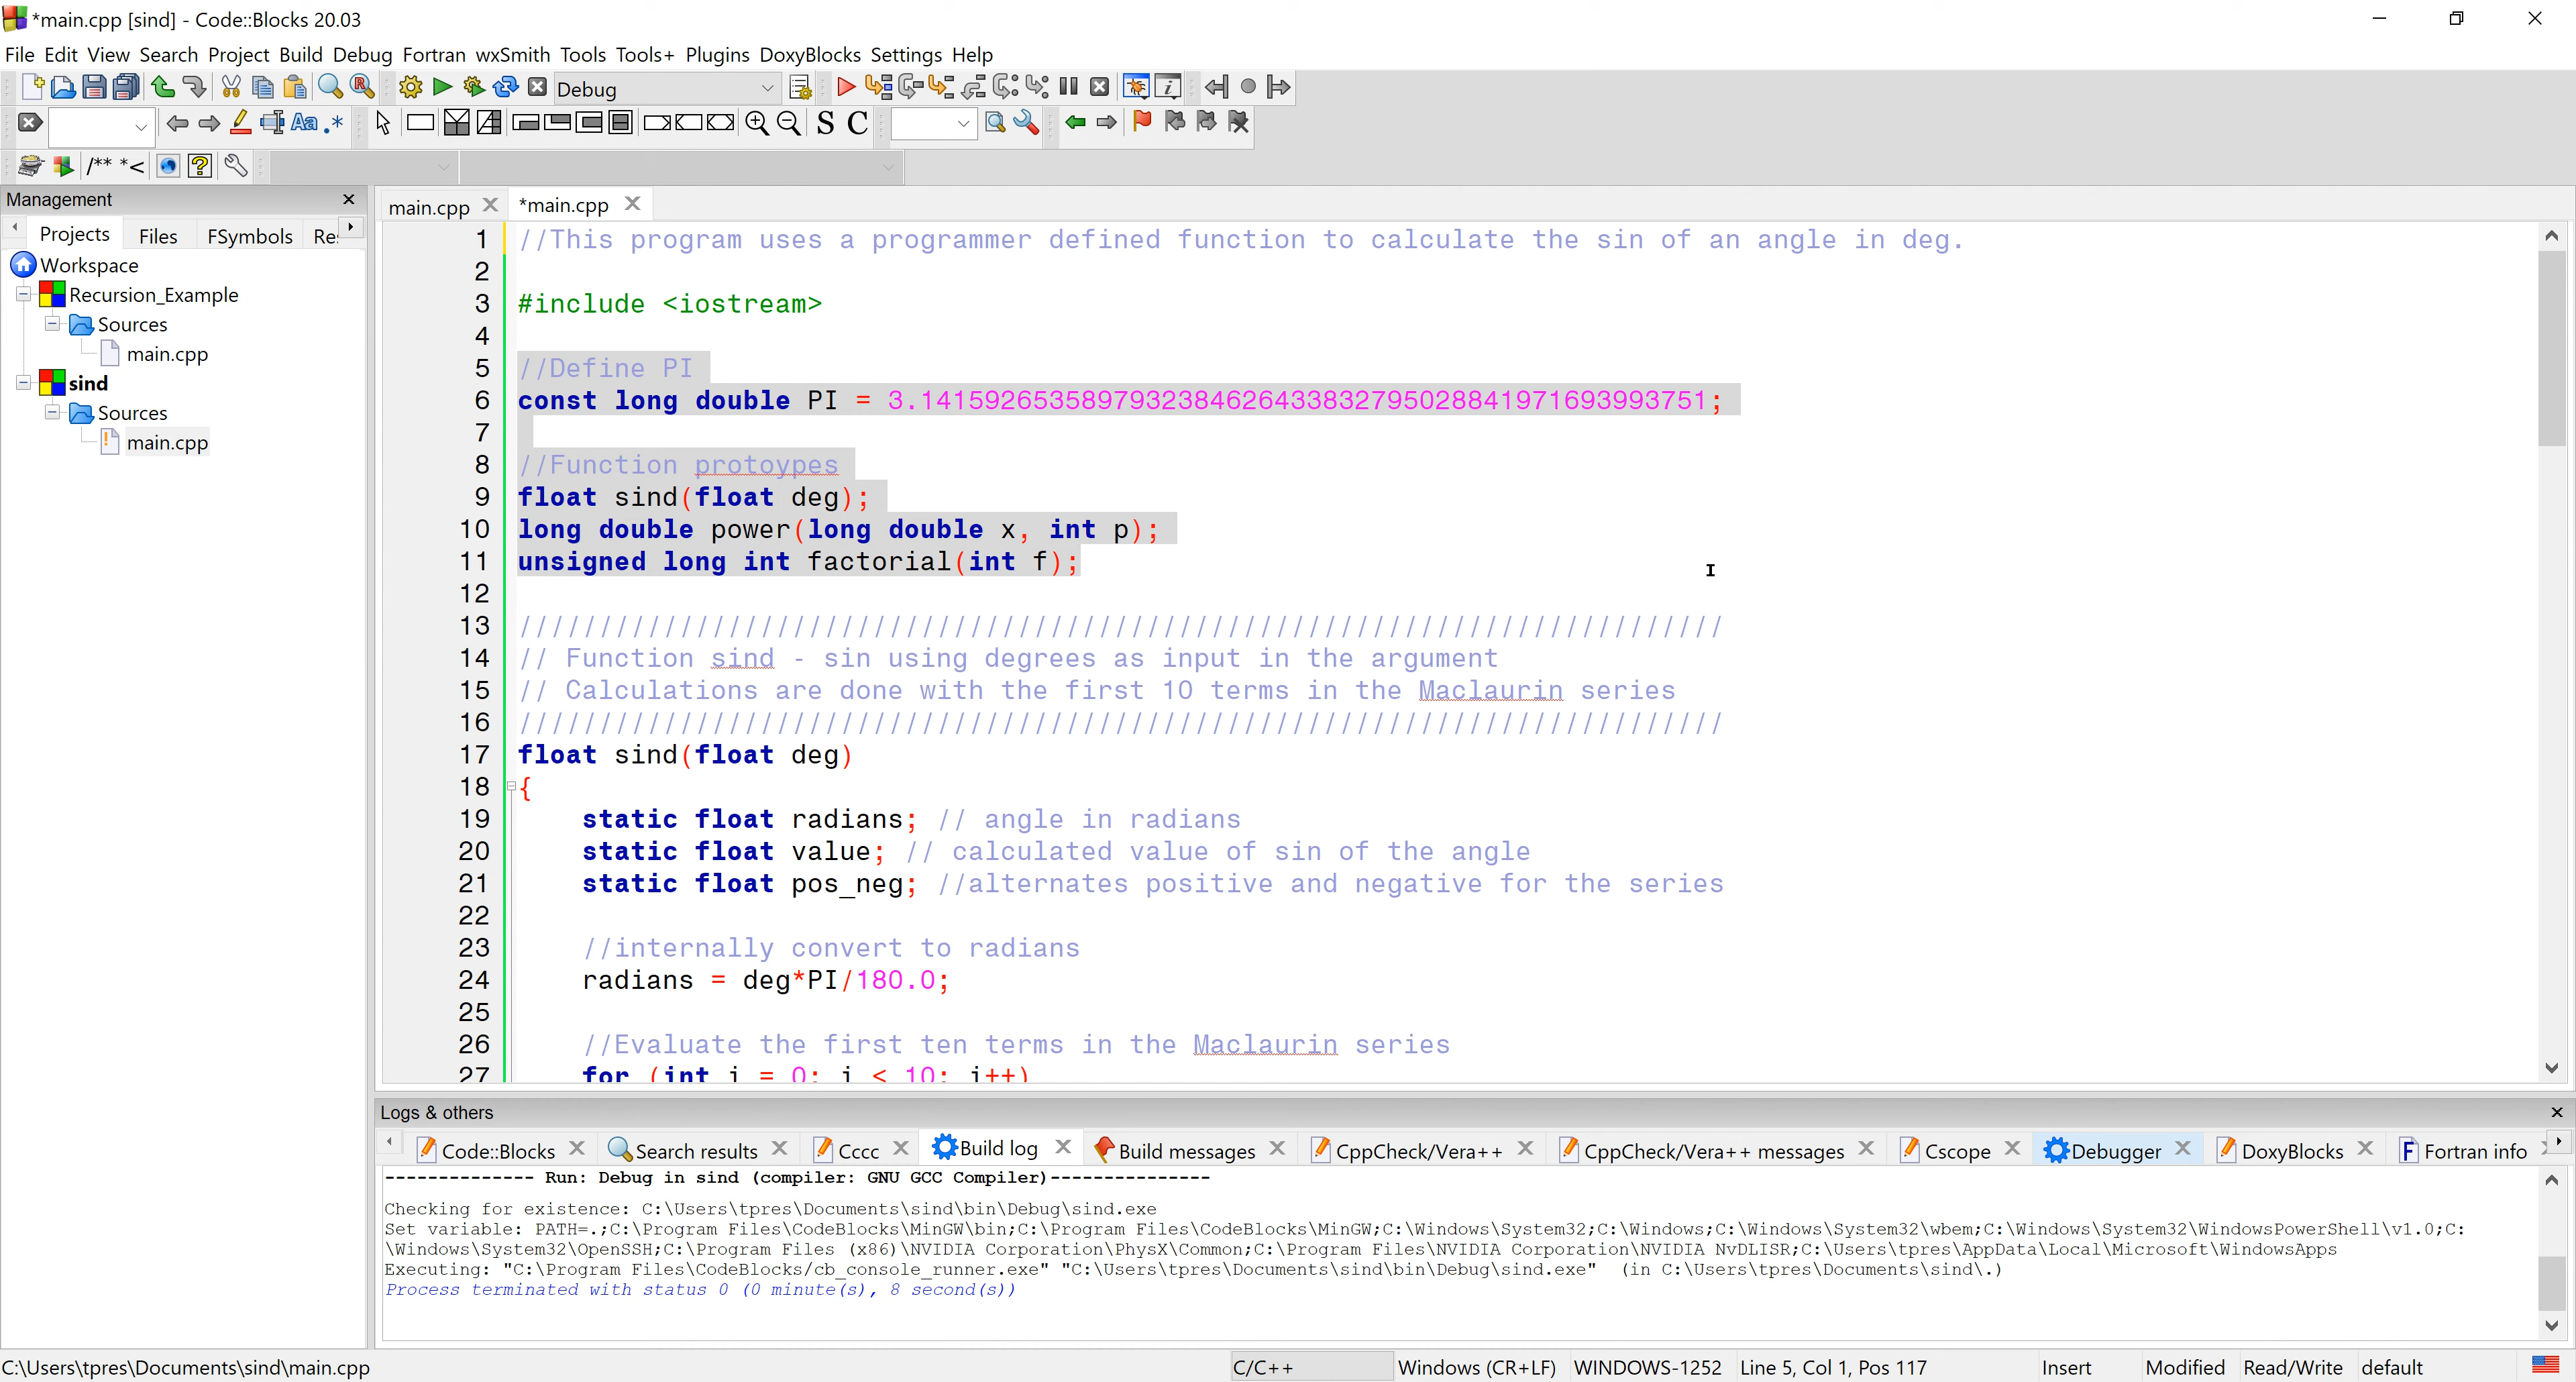 *main.cpp [sind] - Code::Blocks 20.03
File Edit View Search Project Build Debug Fortran wxSmith Tools Tools+ Plugins DoxyBlocks Settings Help
Debug
Aa .*
S C
/** *<
Management
Projects Files FSymbols Re
Workspace
Recursion_Example
Sources
main.cpp
sind
Sources
main.cpp
main.cpp *main.cpp
1 //This program uses a programmer defined function to calculate the sin of an angle in deg.
2
3 #include <iostream>
4
5 //Define PI
6 const long double PI = 3.14159265358979323846264338327950288419716939937​51;
7
8 //Function protoypes
9 float sind(float deg);
10 long double power(long double x, int p);
11 unsigned long int factorial(int f);
12
13 ///////////////////////////////////////////////////////////////////////////
14 // Function sind - sin using degrees as input in the argument
15 // Calculations are done with the first 10 terms in the Maclaurin series
16 ///////////////////////////////////////////////////////////////////////////
17 float sind(float deg)
18 {
19 static float radians; // angle in radians
20 static float value; // calculated value of sin of the angle
21 static float pos_neg; //alternates positive and negative for the series
22
23 //internally convert to radians
24 radians = deg*PI/180.0;
25
26 //Evaluate the first ten terms in the Maclaurin series
27 for (int i = 0; i < 10; i++)
Logs & others
Code::Blocks Search results Cccc Build log Build messages CppCheck/Vera++ CppCheck/Vera++ messages Cscope Debugger DoxyBlocks Fortran info
-------------- Run: Debug in sind (compiler: GNU GCC Compiler)---------------
Checking for existence: C:\Users\tpres\Documents\sind\bin\Debug\sind.exe
Set variable: PATH=.;C:\Program Files\CodeBlocks\MinGW\bin;C:\Program Files\CodeBlocks\MinGW;C:\Windows\System32;C:\Windows;C:\Windows\System32\wbem;C:\Windows\System32\WindowsPowerShell\v1.0;C:
\Windows\System32\OpenSSH;C:\Program Files (x86)\NVIDIA Corporation\PhysX\Common;C:\Program Files\NVIDIA Corporation\NVIDIA NvDLISR;C:\Users\tpres\AppData\Local\Microsoft\WindowsApps
Executing: "C:\Program Files\CodeBlocks/cb_console_runner.exe" "C:\Users\tpres\Documents\sind\bin\Debug\sind.exe" (in C:\Users\tpres\Documents\sind\.)
Process terminated with status 0 (0 minute(s), 8 second(s))
C:\Users\tpres\Documents\sind\main.cpp C/C++ Windows (CR+LF) WINDOWS-1252 Line 5, Col 1, Pos 117 Insert Modified Read/Write default